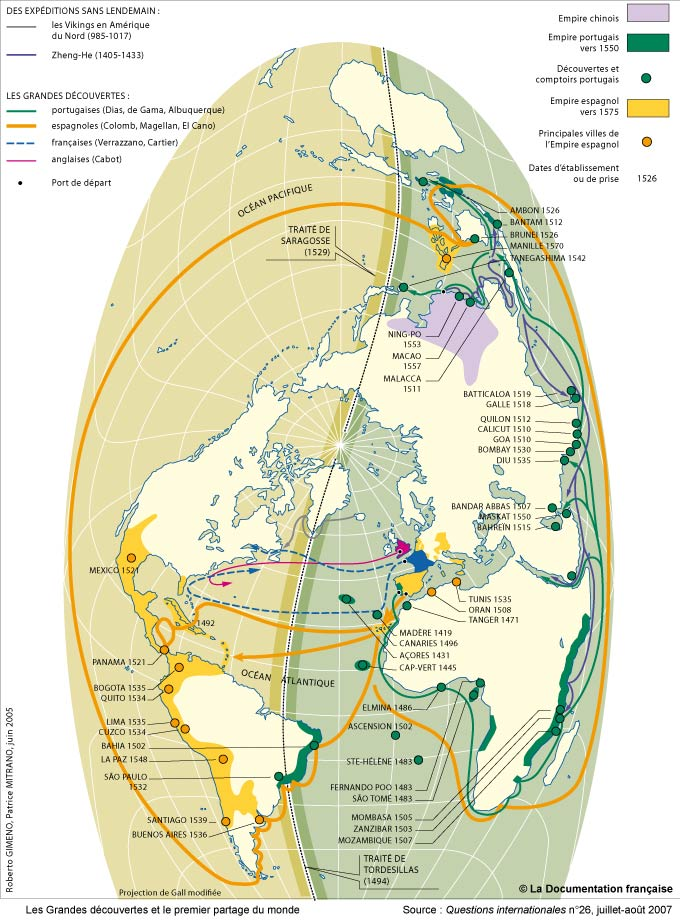 DES EXPÉDITIONS SANS LENDEMAIN :
les Vikings en Amérique
du Nord (985-1017)
Zheng-He (1405-1433)
LES GRANDES DÉCOUVERTES :
portugaises (Dias, de Gama, Albuquerque)
espagnoles (Colomb, Magellan, El Cano)
françaises (Verrazzano, Cartier)
anglaises (Cabot)
Port de départ
Empire chinois
Empire portugais
vers 1550
Découvertes et
comptoirs portugais
Empire espagnol
vers 1575
Principales villes de
l'Empire espagnol
Dates d'établissement
ou de prise
1526
OCÉAN PACIFIQUE
TRAITÉ DE
SARAGOSSE
(1529)
AMBON 1526
BANTAM 1512
BRUNEI 1526
MANILLE 1570
TANEGASHIMA 1542
NING-PO
1553
MACAO
1557
MALACCA
1511
BATTICALOA 1519
GALLE 1518
QUILON 1512
CALICUT 1510
GOA 1510
BOMBAY 1530
DIU 1535
BANDAR ABBAS 1507
MASKAT 1550
BAHREIN 1515
MEXICO 1521
1492
TUNIS 1535
ORAN 1508
TANGER 1471
MADÈRE 1419
CANARIES 1496
AÇORES 1431
CAP-VERT 1445
PANAMA 1521
OCÉAN ATLANTIQUE
BOGOTA 1535
QUITO 1534
ELMINA 1486
LIMA 1535
CUZCO 1534
ASCENSION 1502
BAHIA 1502
LA PAZ 1548
STE-HÉLÈNE 1483
SÃO PAULO
1532
FERNANDO POO 1483
SÃO TOMÉ 1483
SANTIAGO 1539
BUENOS AIRES 1536
MOMBASA 1505
ZANZIBAR 1503
MOZAMBIQUE 1507
TRAITÉ DE
TORDESILLAS
(1494)
Roberto GIMENO, Patrice MITRANO, juin 2005
Projection de Gall modifiée
© La Documentation française
Les Grandes découvertes et le premier partage du monde
Source : Questions internationales n°26, juillet-août 2007